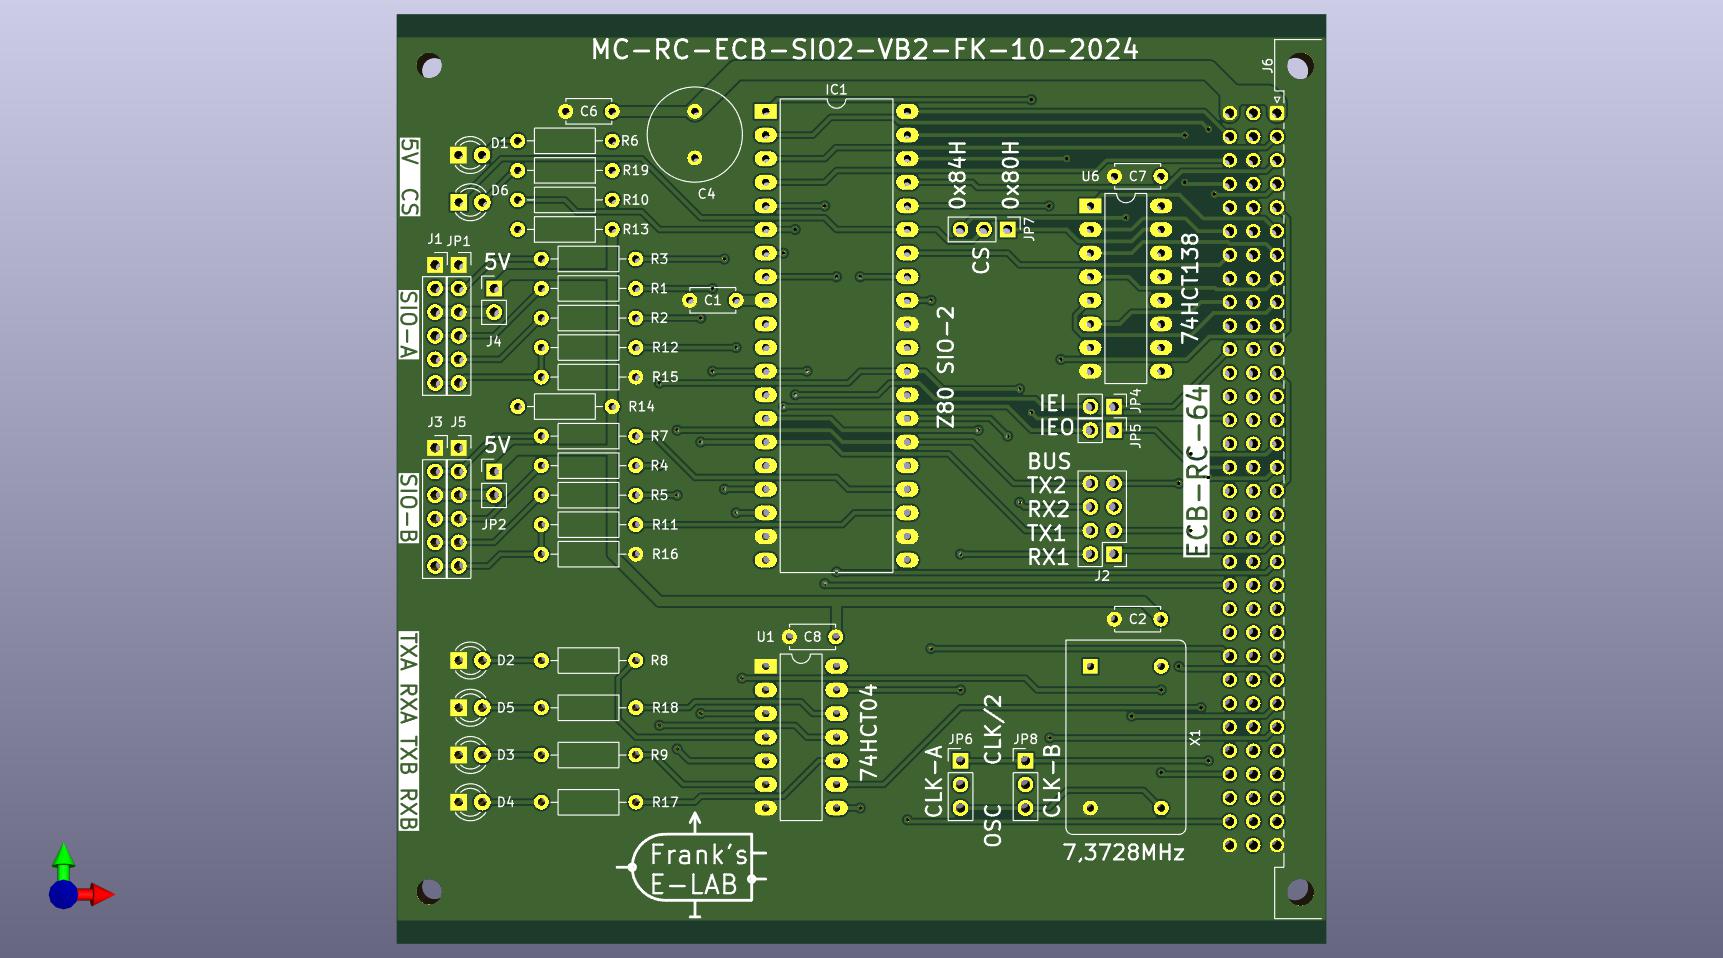 MC-RC-ECB-SIO2-VB2-FK-10-2024
J6
IC1
C6
C4
5V
CS
D1
D6
R6
R19
R10
R13
0x84H
0x80H
JP7
CS
U6
C7
74HCT138
J1
JP1
5V
J4
SIO-A
R3
R1
C1
R2
R12
R15
R14
Z80 SIO-2
IEI
JP4
IEO
JP5
ECB-RC-64
J3
J5
5V
JP2
SIO-B
R7
R4
R5
R11
R16
BUS
TX2
RX2
TX1
RX1
J2
C2
U1
C8
74HCT04
TXA
RXA
TXB
RXB
D2
D5
D3
D4
R8
R18
R9
R17
CLK/2
JP6
JP8
CLK-A
CLK-B
OSC
X1
7,3728MHz
Frank's
E-LAB